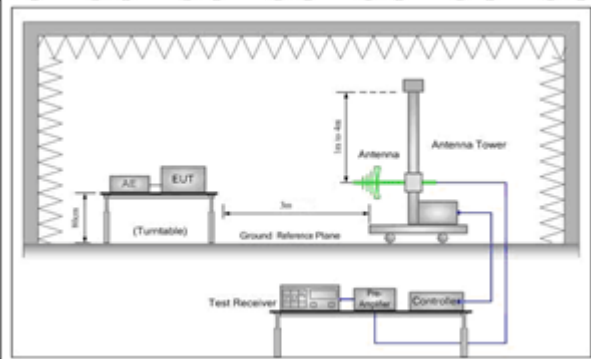 1m to 4m
Antenna
Antenna Tower
AE
EUT
80cm
3m
(Turntable)
Ground Reference Plane
Test Receiver
Pre-
Amplifier
Controller